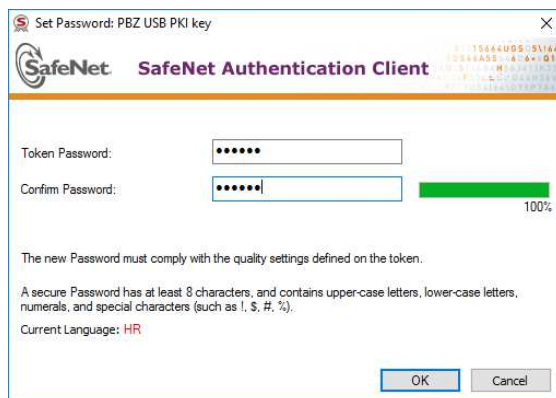 Set Password: PBZ USB PKI key
SafeNet. SafeNet Authentication Client
Token Password: ••••••
Confirm Password: ••••••
100%
The new Password must comply with the quality settings defined on the token.
A secure Password has at least 8 characters, and contains upper-case letters, lower-case letters,
numerals, and special characters (such as !, $, #, %).
Current Language: HR
OK Cancel